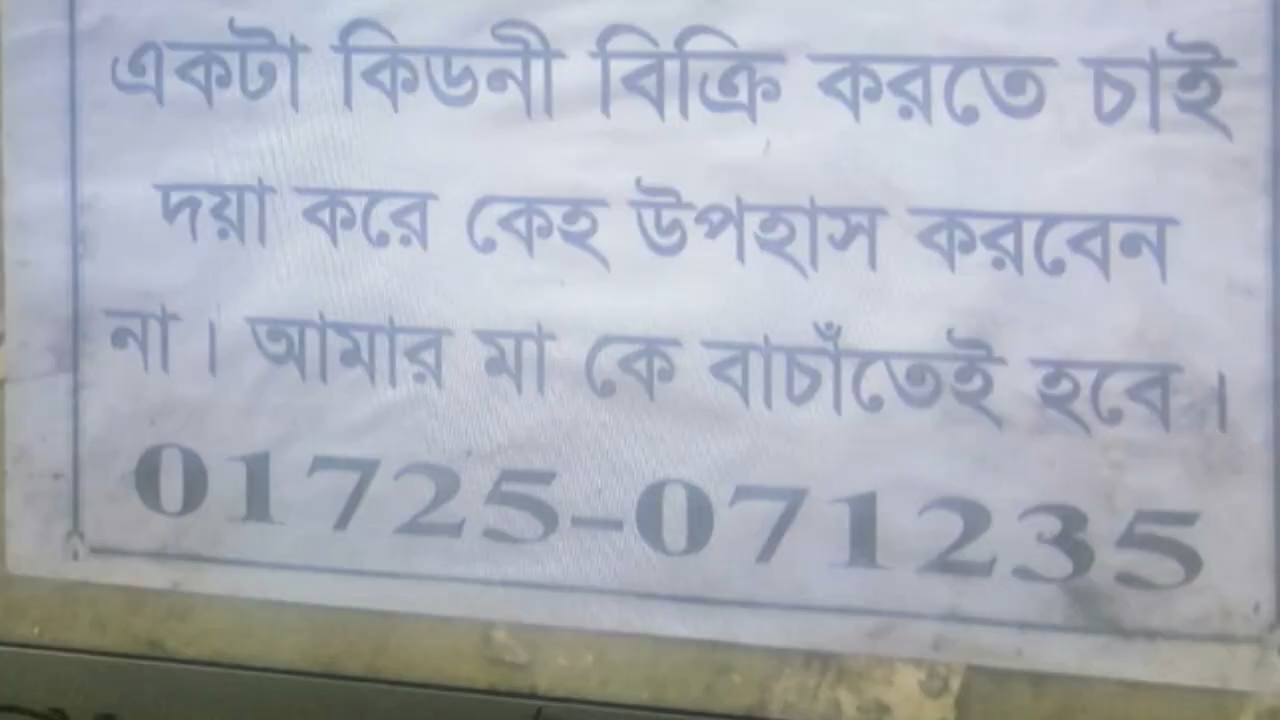 একটা কিডনী বিক্রি করতে চাই
দয়া করে কেহ উপহাস করবেন
না। আমার মা কে বাচাঁতেই হবে।
01725-071235